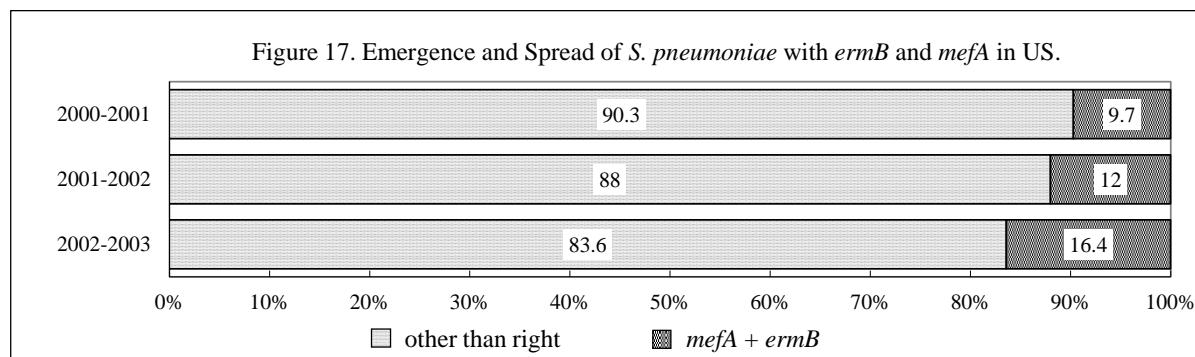 Figure 17. Emergence and Spread of S. pneumoniae with ermB and mefA in US.
2000-2001 90.3 9.7
2001-2002 88 12
2002-2003 83.6 16.4
0% 10% 20% 30% 40% 50% 60% 70% 80% 90% 100%
other than right mefA + ermB